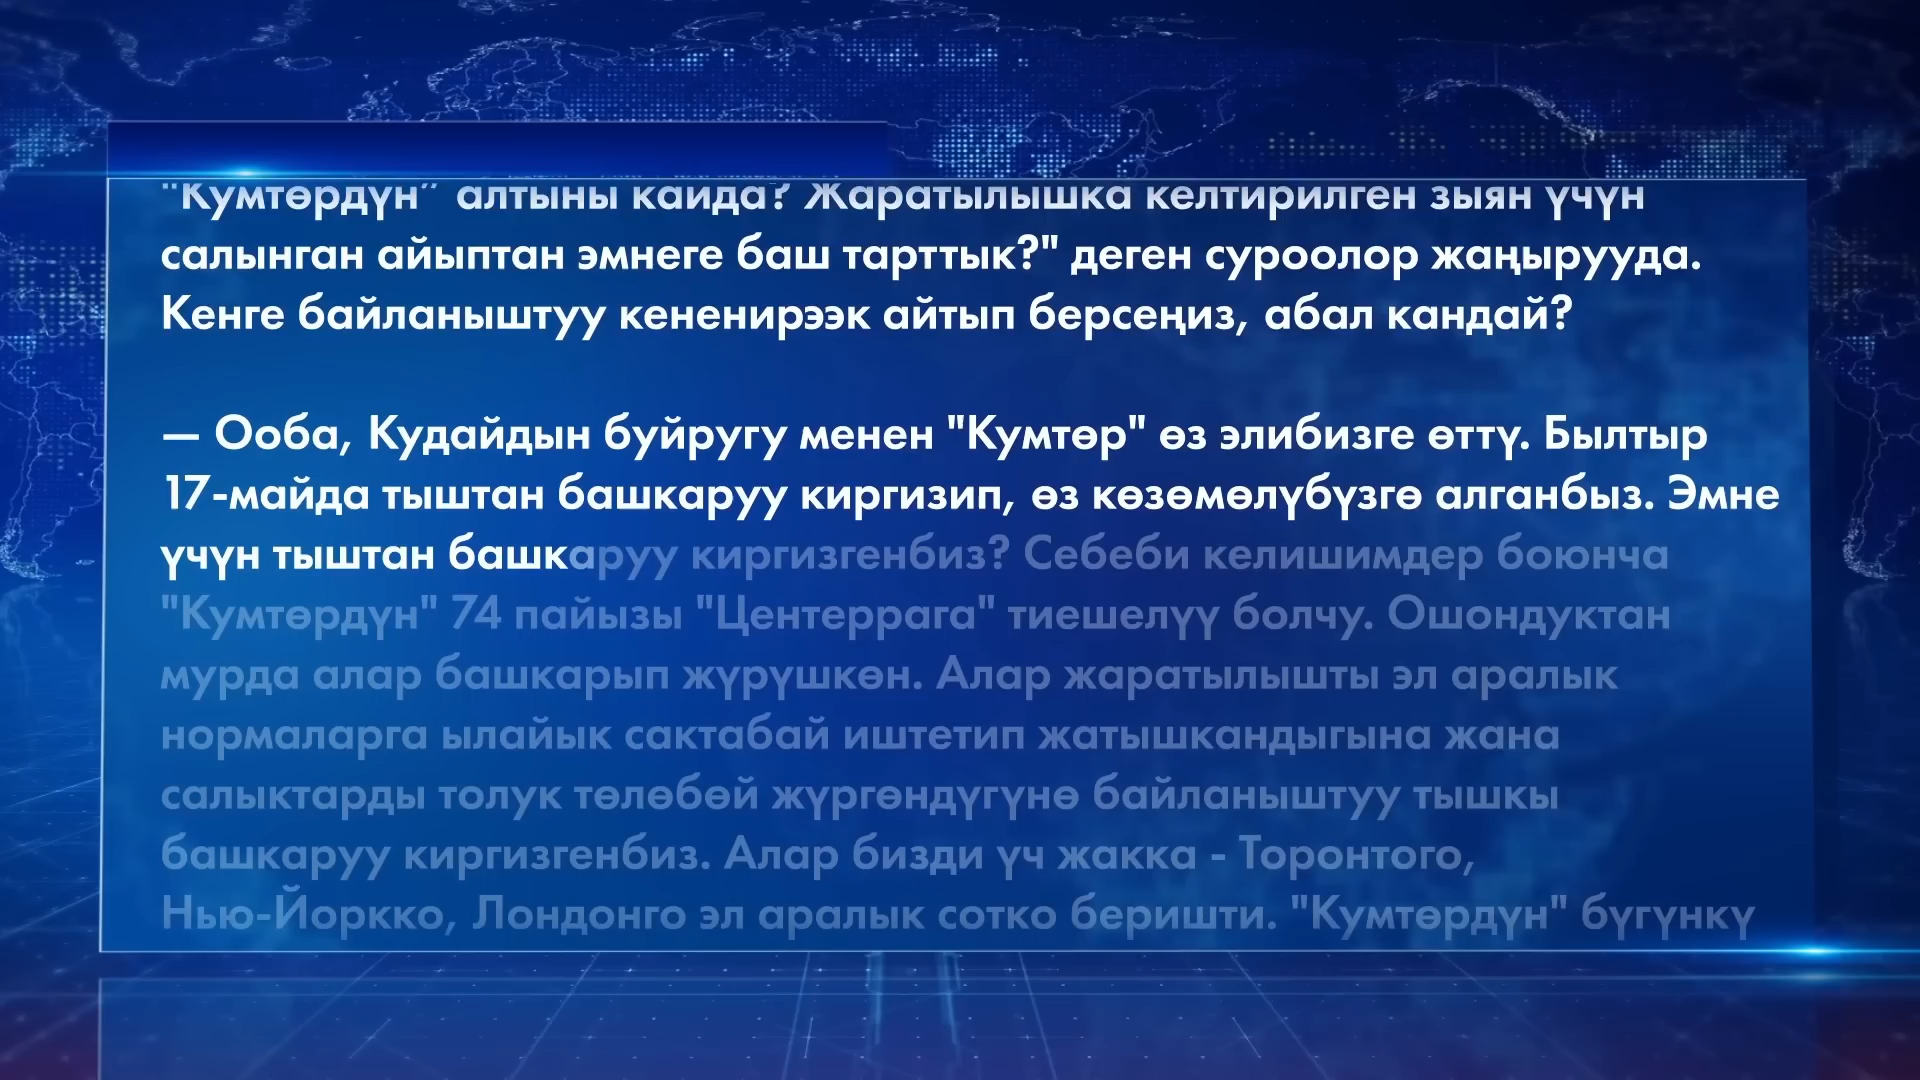 "Кумтөрдүн" алтыны кайда? Жаратылышка келтирилген зыян үчүн
салынган айыптан эмнеге баш тарттык?" деген суроолор жаңырууда.
Кенге байланыштуу кененирээк айтып берсеңиз, абал кандай?
— Ооба, Кудайдын буйругу менен "Кумтөр" өз элибизге өттү. Былтыр
17-майда тыштан башкаруу киргизип, өз көзөмөлүбүзгө алганбыз. Эмне
үчүн тыштан башкаруу киргизгенбиз? Себеби келишимдер боюнча
"Кумтөрдүн" 74 пайызы "Центеррага" тиешелүү болчу. Ошондуктан
мурда алар башкарып жүрүшкөн. Алар жаратылышты эл аралык
нормаларга ылайык сактабай иштетип жатышкандыгына жана
салыктарды толук төлөбөй жүргөндүгүнө байланыштуу тышкы
башкаруу киргизгенбиз. Алар бизди үч жакка - Торонтого,
Нью-Йоркко, Лондонго эл аралык сотко беришти. "Кумтөрдүн" бүгүнкү